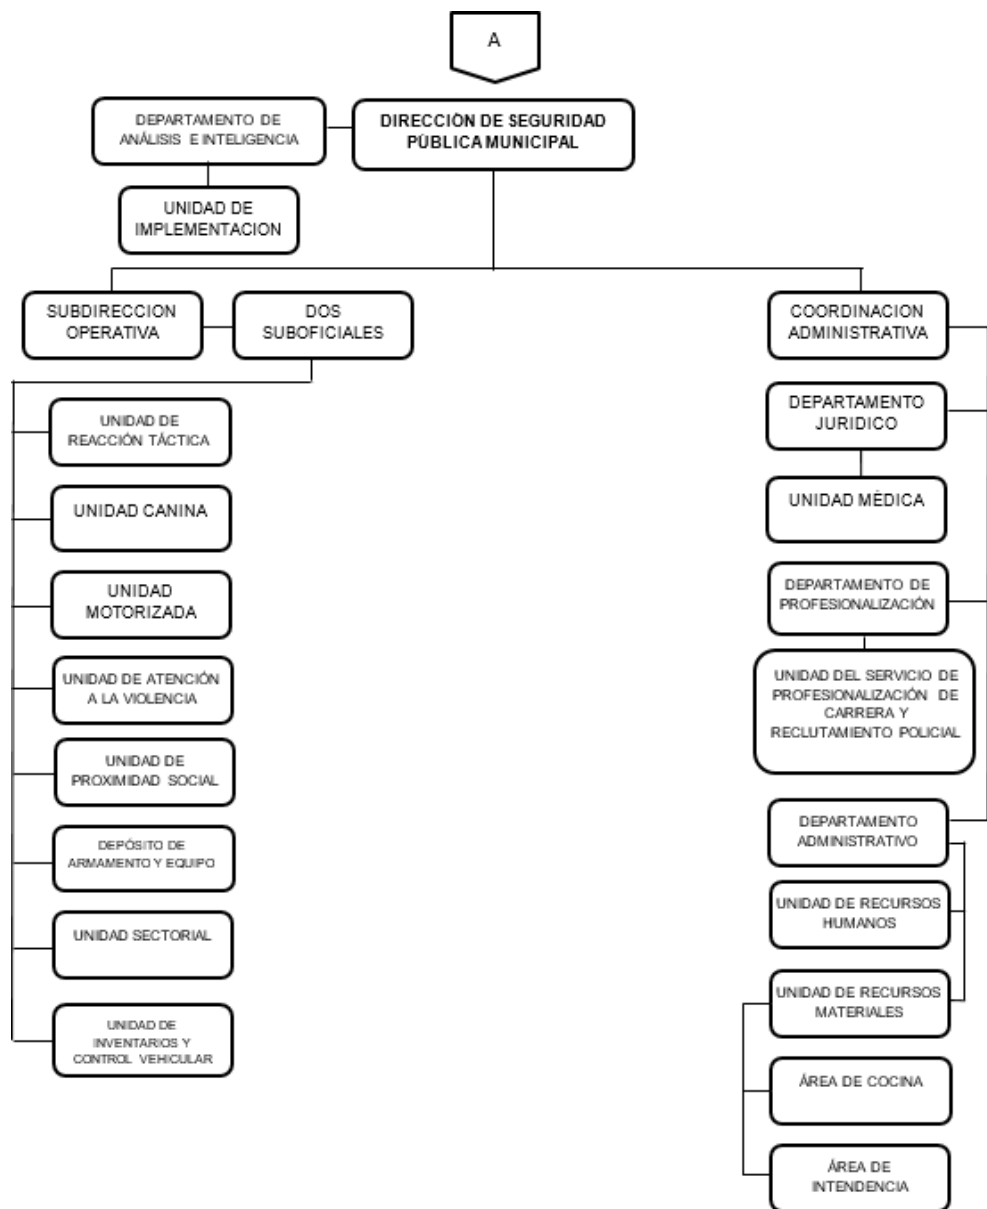 A
DEPARTAMENTO DE
ANÁLISIS E INTELIGENCIA
DIRECCIÓN DE SEGURIDAD
PÚBLICA MUNICIPAL
UNIDAD DE
IMPLEMENTACION
SUBDIRECCION
OPERATIVA
DOS
SUBOFICIALES
UNIDAD DE
REACCIÓN TÁCTICA
UNIDAD CANINA
UNIDAD
MOTORIZADA
UNIDAD DE ATENCIÓN
A LA VIOLENCIA
UNIDAD DE
PROXIMIDAD SOCIAL
DEPÓSITO DE
ARMAMENTO Y EQUIPO
UNIDAD SECTORIAL
UNIDAD DE
INVENTARIOS Y
CONTROL VEHICULAR
COORDINACION
ADMINISTRATIVA
DEPARTAMENTO
JURIDICO
UNIDAD MÉDICA
DEPARTAMENTO DE
PROFESIONALIZACIÓN
UNIDAD DEL SERVICIO DE
PROFESIONALIZACIÓN DE
CARRERA Y
RECLUTAMIENTO POLICIAL
DEPARTAMENTO
ADMINISTRATIVO
UNIDAD DE RECURSOS
HUMANOS
UNIDAD DE RECURSOS
MATERIALES
ÁREA DE COCINA
ÁREA DE
INTENDENCIA